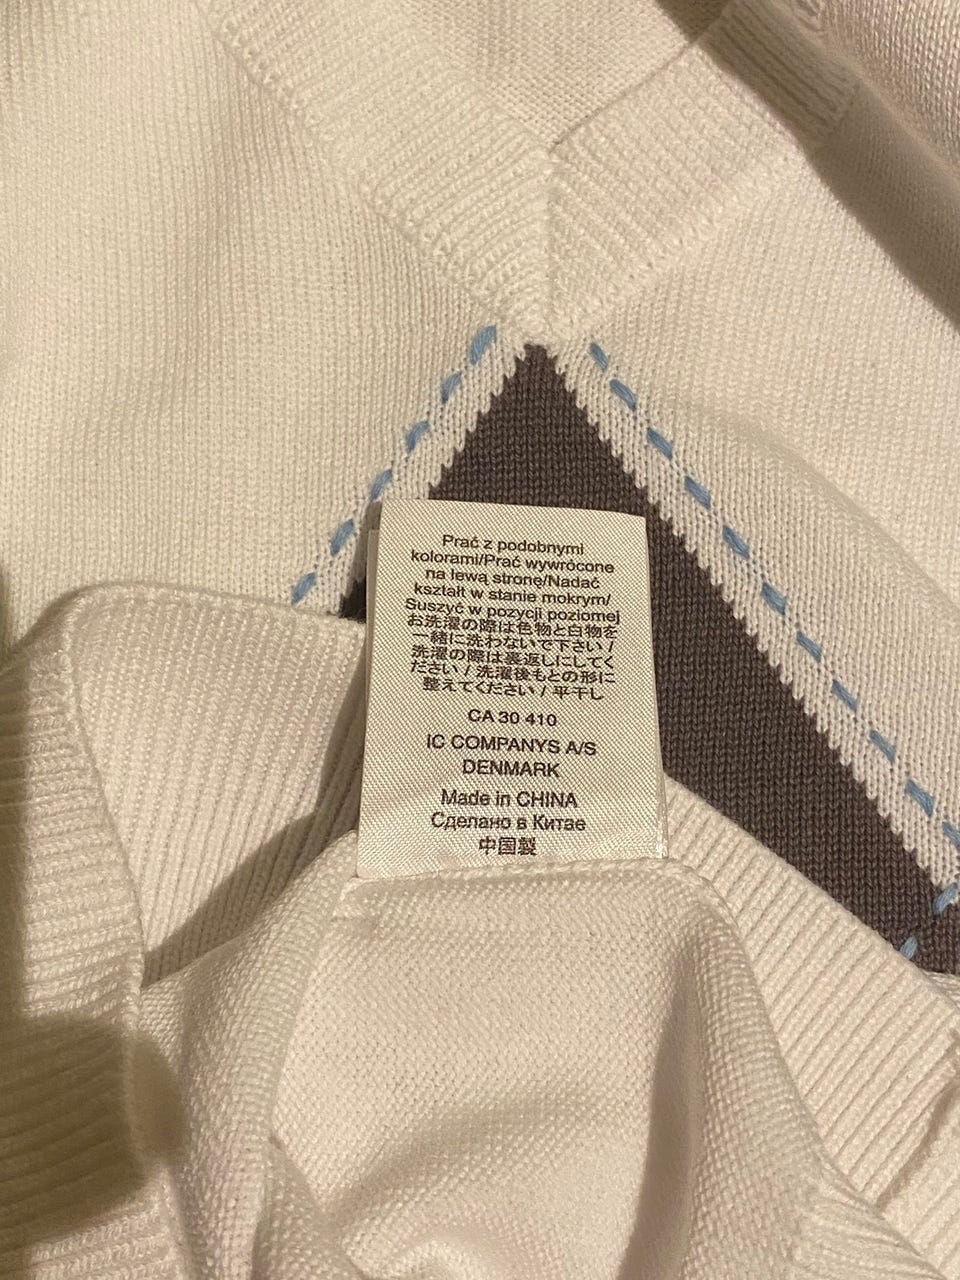 Prać z podobnymi
kolorami/Prać wywrócone
na lewą stronę/Nadać
kształt w stanie mokrym/
Suszyć w pozycji poziomej
お洗濯の際は色物と白物を
一緒に洗わないで下さい /
洗濯の際は裏返しにしてく
ださい / 洗濯後もとの形に
整えてください / 平干し
CA 30 410
IC COMPANYS A/S
DENMARK
Made in CHINA
Сделано в Китае
中国製